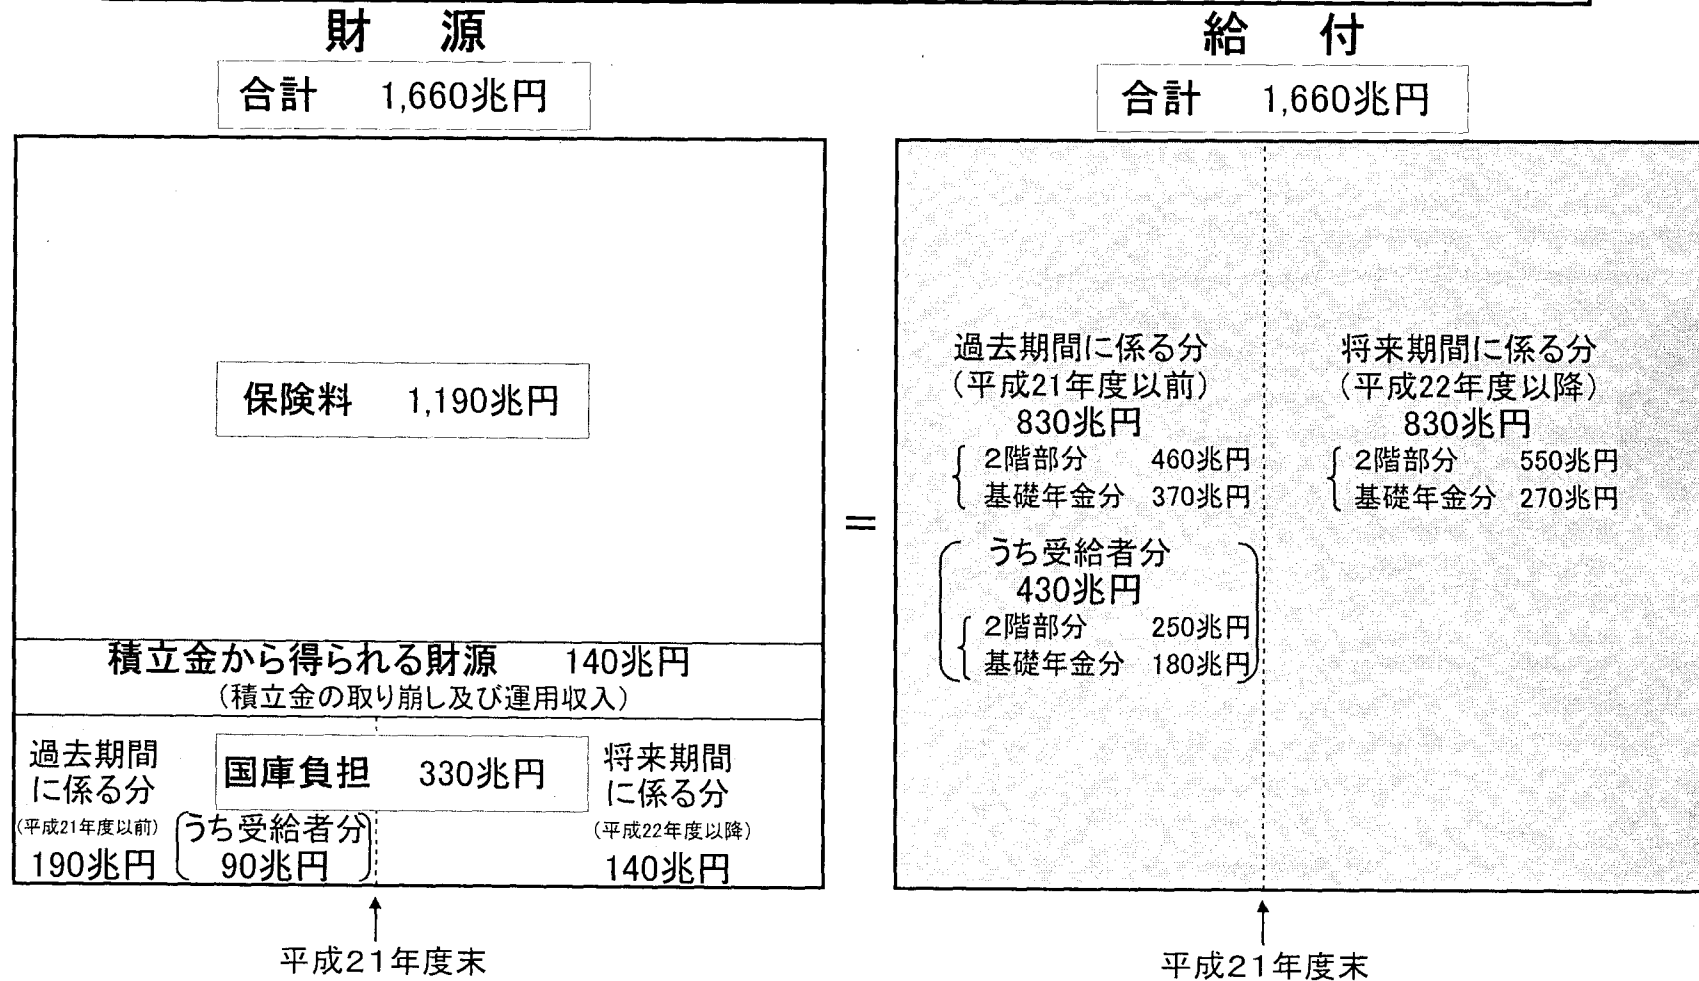 財 源
合計 1,660兆円
保険料 1,190兆円
積立金から得られる財源 140兆円
(積立金の取り崩し及び運用収入)
過去期間
に係る分
(平成21年度以前)
190兆円
国庫負担 330兆円
うち受給者分
90兆円
将来期間
に係る分
(平成22年度以降)
140兆円
平成21年度末
=
給 付
合計 1,660兆円
過去期間に係る分
(平成21年度以前)
830兆円
2階部分 460兆円
基礎年金分 370兆円
うち受給者分
430兆円
2階部分 250兆円
基礎年金分 180兆円
将来期間に係る分
(平成22年度以降)
830兆円
2階部分 550兆円
基礎年金分 270兆円
平成21年度末